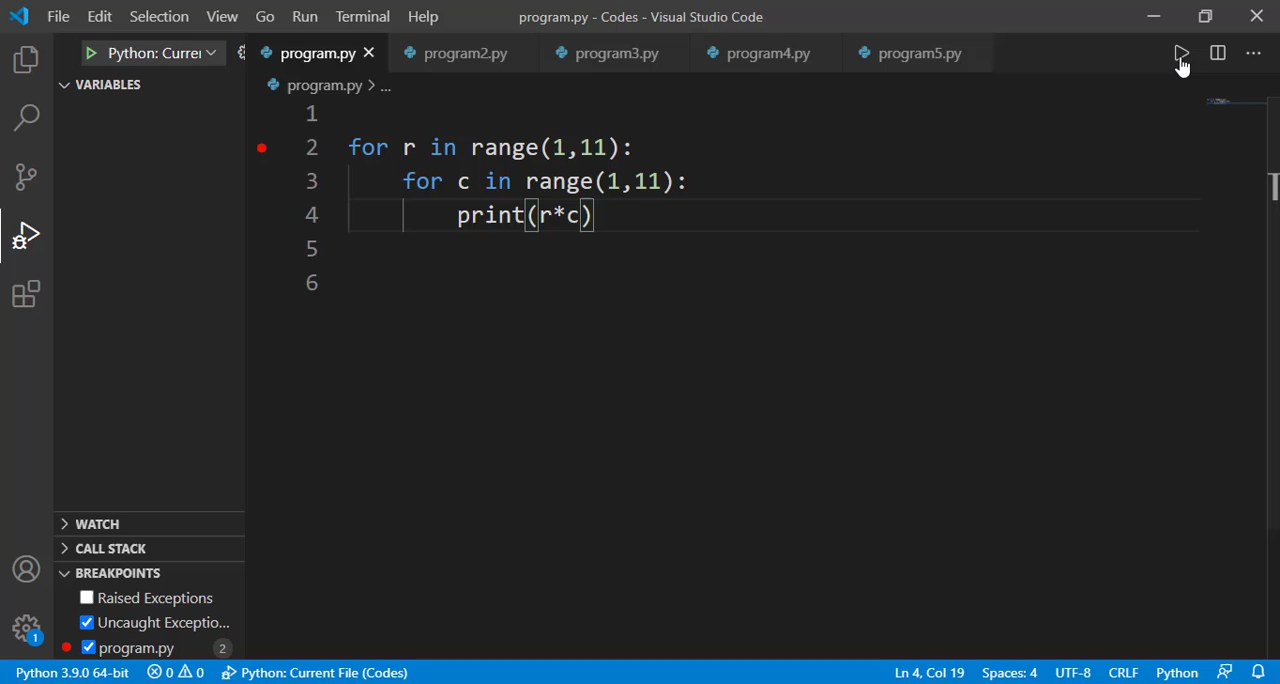 File Edit Selection View Go Run Terminal Help program.py - Codes - Visual Studio Code
Python: Currer program.py program2.py program3.py program4.py program5.py
VARIABLES
program.py > ...
1
2 for r in range(1,11):
3     for c in range(1,11):
4         print(r*c)
5
6
WATCH
CALL STACK
BREAKPOINTS
Raised Exceptions
Uncaught Exceptio...
program.py 2
1
Python 3.9.0 64-bit 0 0 Python: Current File (Codes) Ln 4, Col 19 Spaces: 4 UTF-8 CRLF Python